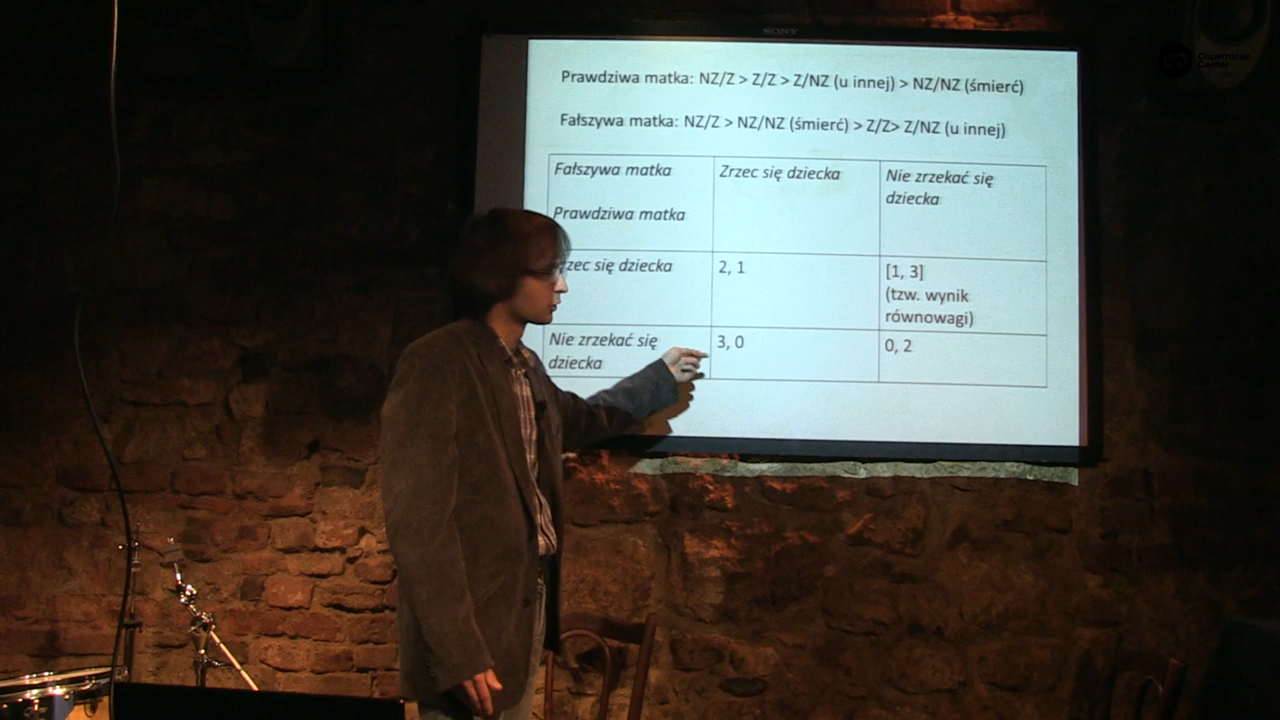 SONY
Copernicus
Center
Prawdziwa matka: NZ/Z > Z/Z > Z/NZ (u innej) > NZ/NZ (śmierć)
Fałszywa matka: NZ/Z > NZ/NZ (śmierć) > Z/Z> Z/NZ (u innej)
Fałszywa matka
Prawdziwa matka
Zrzec się dziecka
Nie zrzekać się
dziecka
zec się dziecka
2, 1
[1, 3]
(tzw. wynik
równowagi)
Nie zrzekać się
dziecka
3, 0
0, 2